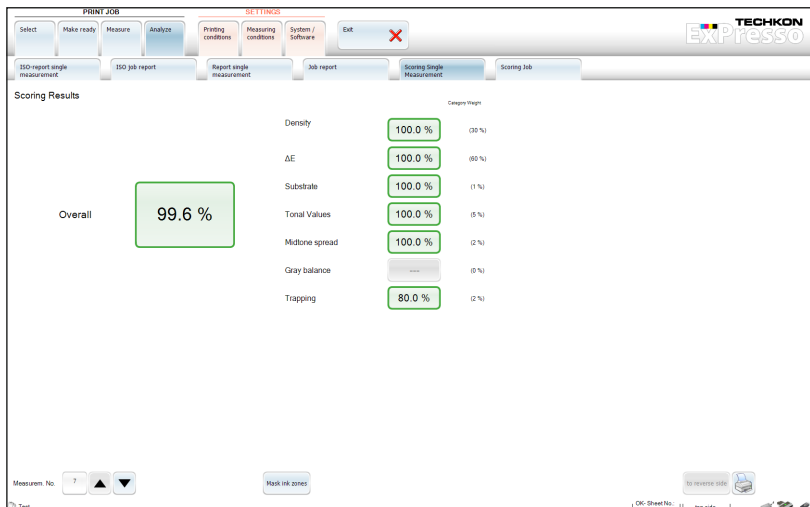 PRINT JOB
SETTINGS
Select
Make ready
Measure
Analyze
Printing
conditions
Measuring
conditions
System /
Software
Exit
TECHKON
ExPresso
ISO-report single
measurement
ISO job report
Report single
measurement
Job report
Scoring Single
Measurement
Scoring Job
Scoring Results
Category Weight
Density 100.0 % (30 %)
ΔE 100.0 % (60 %)
Substrate 100.0 % (1 %)
Overall 99.6 %
Tonal Values 100.0 % (5 %)
Midtone spread 100.0 % (2 %)
Gray balance --- (0 %)
Trapping 80.0 % (2 %)
Measurem. No. 7
Mask ink zones
to reverse side
Test
OK- Sheet No.:
top side